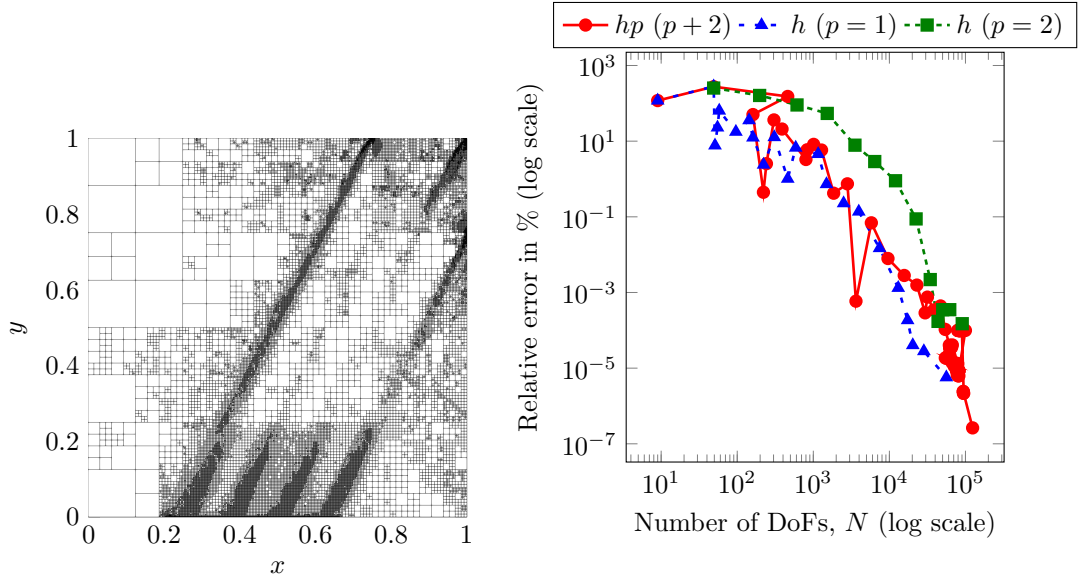 hp (p + 2) h (p = 1) h (p = 2)
1
0.8
0.6
0.4
0.2
0
y
0 0.2 0.4 0.6 0.8 1
x
10^3
10^1
10^−1
10^−3
10^−5
10^−7
Relative error in % (log scale)
10^1 10^2 10^3 10^4 10^5
Number of DoFs, N (log scale)